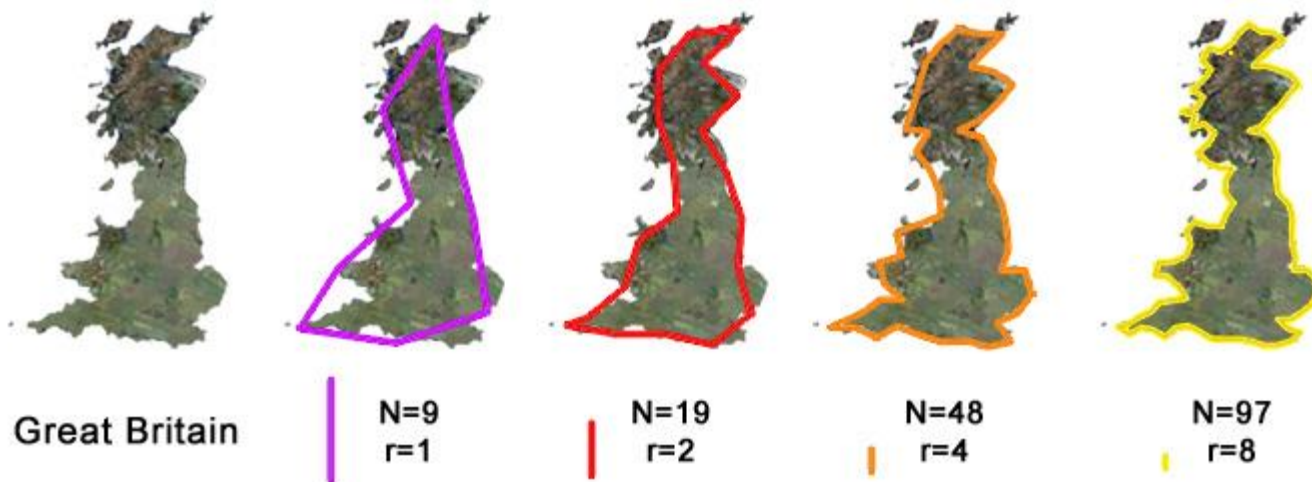 Great Britain
N=9
r=1
N=19
r=2
N=48
r=4
N=97
r=8